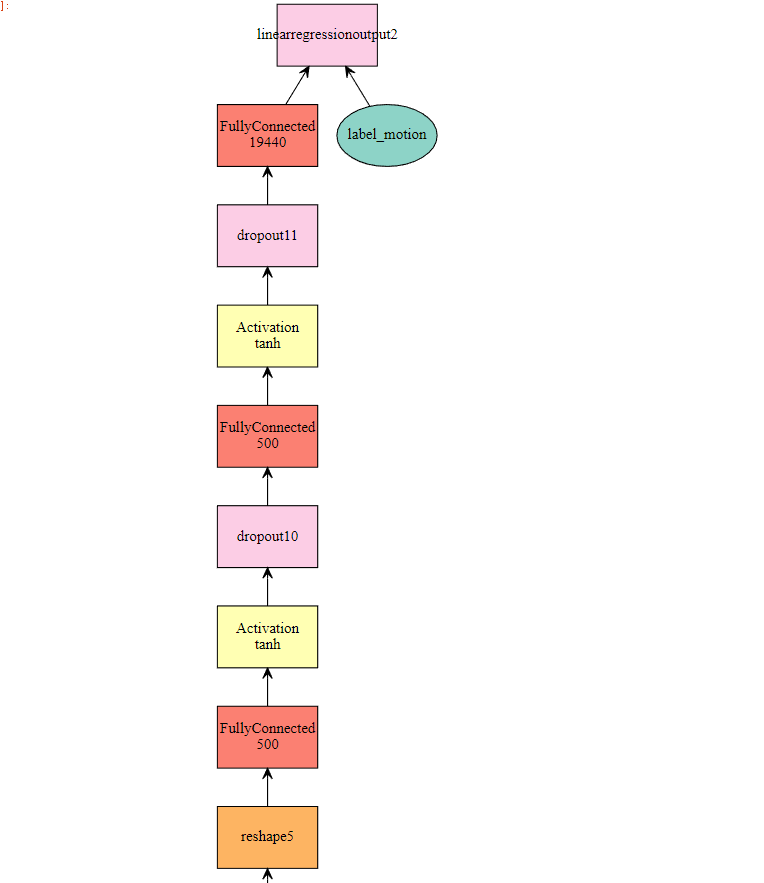 ]:
linearregressionoutput2
FullyConnected
19440
label_motion
dropout11
Activation
tanh
FullyConnected
500
dropout10
Activation
tanh
FullyConnected
500
reshape5